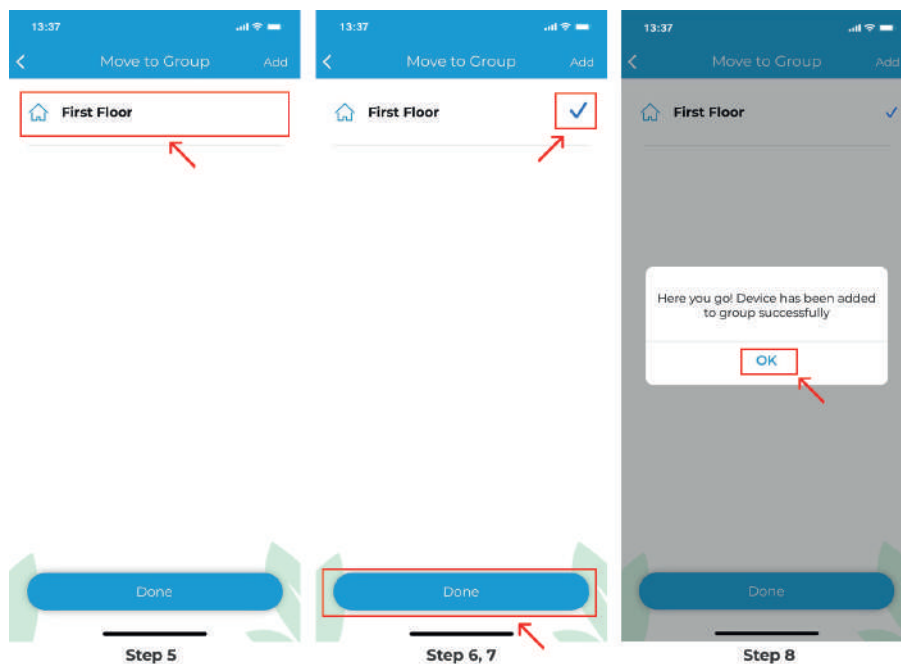 13:37
Move to Group Add
First Floor
Done
Step 5
13:37
Move to Group Add
First Floor
Done
Step 6, 7
13:37
Move to Group Add
First Floor
Here you go! Device has been added
to group successfully
OK
Done
Step 8